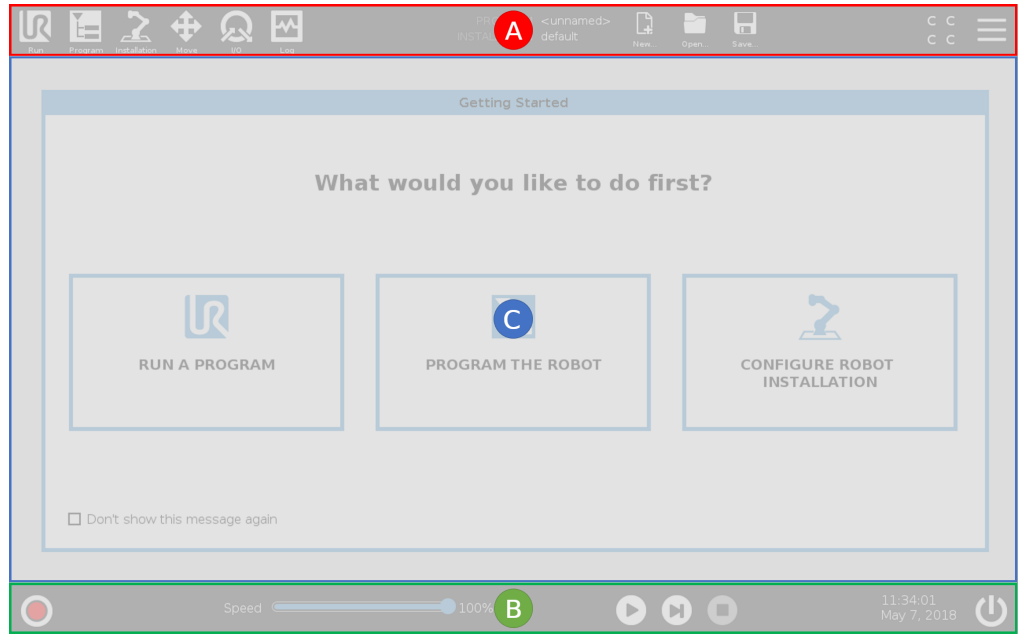 Run Program Installation Move I/O Log
PR <unnamed>
INSTAL default
A
New... Open... Save...
C C
C C
Getting Started
What would you like to do first?
RUN A PROGRAM
C
PROGRAM THE ROBOT
CONFIGURE ROBOT
INSTALLATION
Don't show this message again
Speed 100%
B
11:34:01
May 7, 2018